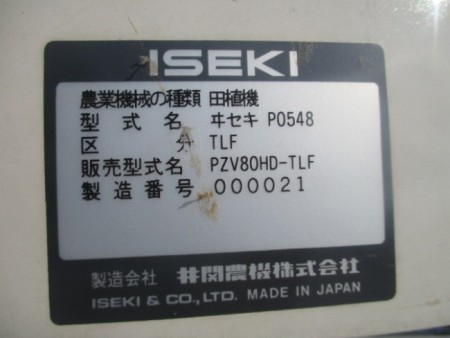 ISEKI
農業機械の種類 田植機
型式名 ヰセキ P0548
区分 TLF
販売型式名 PZV80HD-TLF
製造番号 000021
製造会社 井関農機株式会社
ISEKI & CO., LTD. MADE IN JAPAN